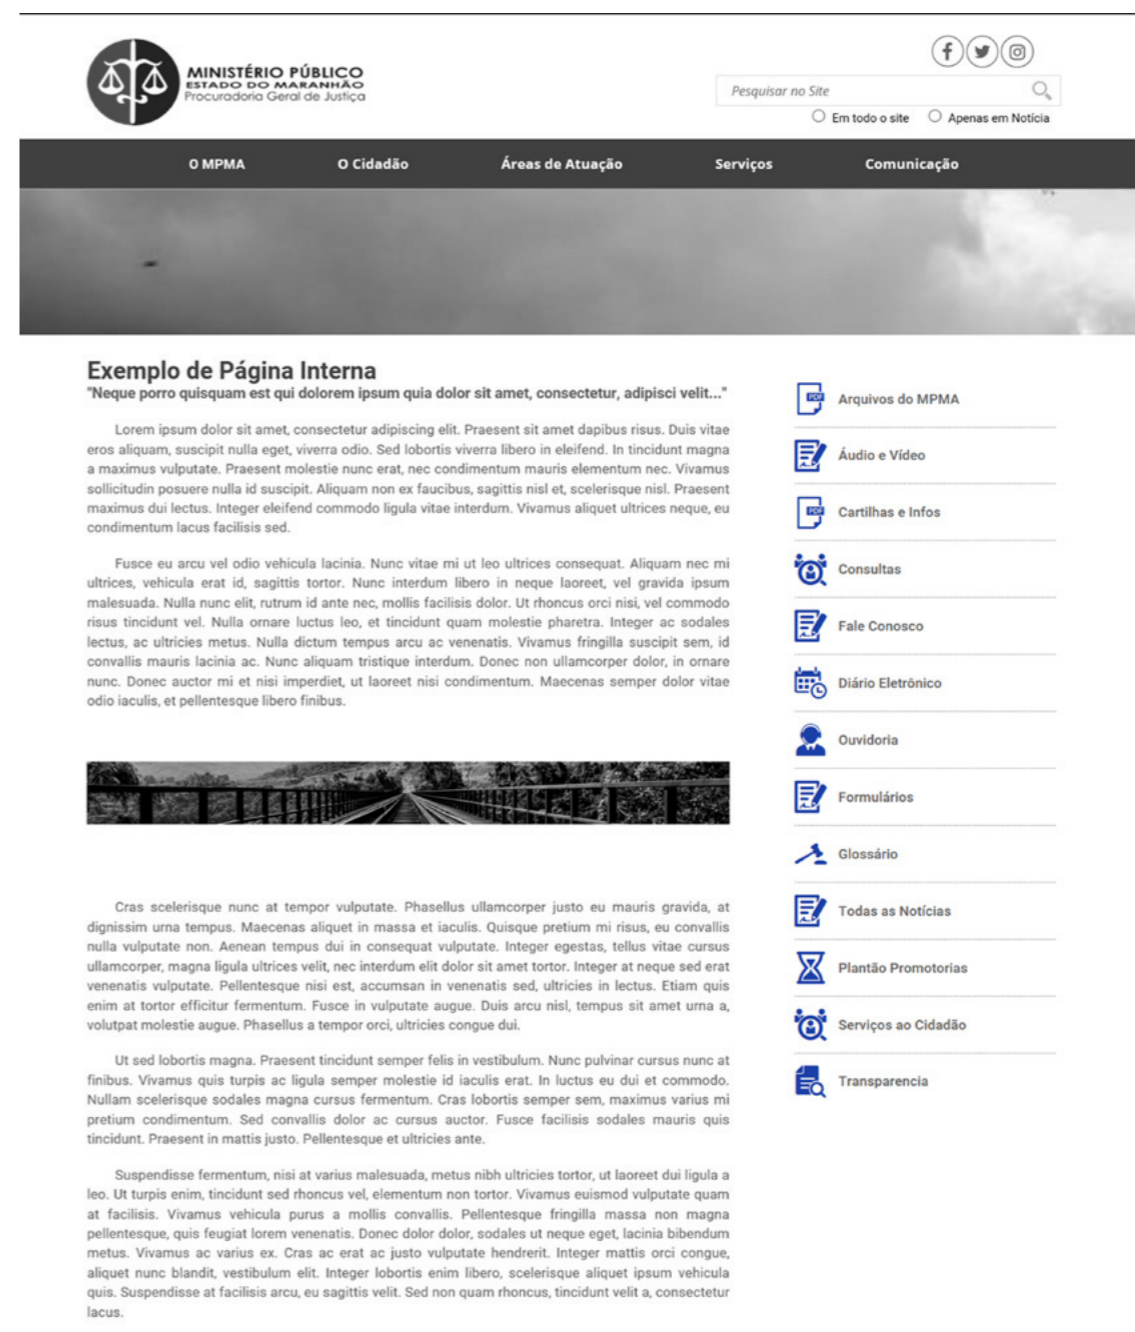 MINISTÉRIO PÚBLICO
ESTADO DO MARANHÃO
Procuradoria Geral de Justiça
Pesquisar no Site
Em todo o site Apenas em Notícia
O MPMA O Cidadão Áreas de Atuação Serviços Comunicação
Exemplo de Página Interna
"Neque porro quisquam est qui dolorem ipsum quia dolor sit amet, consectetur, adipisci velit..."
Lorem ipsum dolor sit amet, consectetur adipiscing elit. Praesent sit amet dapibus risus. Duis vitae
eros aliquam, suscipit nulla eget, viverra odio. Sed lobortis viverra libero in eleifend. In tincidunt magna
a maximus vulputate. Praesent molestie nunc erat, nec condimentum mauris elementum nec. Vivamus
sollicitudin posuere nulla id suscipit. Aliquam non ex faucibus, sagittis nisl et, scelerisque nisl. Praesent
maximus dui lectus. Integer eleifend commodo ligula vitae interdum. Vivamus aliquet ultrices neque, eu
condimentum lacus facilisis sed.
Fusce eu arcu vel odio vehicula lacinia. Nunc vitae mi ut leo ultrices consequat. Aliquam nec mi
ultrices, vehicula erat id, sagittis tortor. Nunc interdum libero in neque laoreet, vel gravida ipsum
malesuada. Nulla nunc elit, rutrum id ante nec, mollis facilisis dolor. Ut rhoncus orci nisi, vel commodo
risus tincidunt vel. Nulla ornare luctus leo, et tincidunt quam molestie pharetra. Integer ac sodales
lectus, ac ultricies metus. Nulla dictum tempus arcu ac venenatis. Vivamus fringilla suscipit sem, id
convallis mauris lacinia ac. Nunc aliquam tristique interdum. Donec non ullamcorper dolor, in ornare
nunc. Donec auctor mi et nisi imperdiet, ut laoreet nisi condimentum. Maecenas semper dolor vitae
odio iaculis, et pellentesque libero finibus.
Cras scelerisque nunc at tempor vulputate. Phasellus ullamcorper justo eu mauris gravida, at
dignissim urna tempus. Maecenas aliquet in massa et iaculis. Quisque pretium mi risus, eu convallis
nulla vulputate non. Aenean tempus dui in consequat vulputate. Integer egestas, tellus vitae cursus
ullamcorper, magna ligula ultrices velit, nec interdum elit dolor sit amet tortor. Integer at neque sed erat
venenatis vulputate. Pellentesque nisi est, accumsan in venenatis sed, ultricies in lectus. Etiam quis
enim at tortor efficitur fermentum. Fusce in vulputate augue. Duis arcu nisl, tempus sit amet urna a,
volutpat molestie augue. Phasellus a tempor orci, ultricies congue dui.
Ut sed lobortis magna. Praesent tincidunt semper felis in vestibulum. Nunc pulvinar cursus nunc at
finibus. Vivamus quis turpis ac ligula semper molestie id iaculis erat. In luctus eu dui et commodo.
Nullam scelerisque sodales magna cursus fermentum. Cras lobortis semper sem, maximus varius mi
pretium condimentum. Sed convallis dolor ac cursus auctor. Fusce facilisis sodales mauris quis
tincidunt. Praesent in mattis justo. Pellentesque et ultricies ante.
Suspendisse fermentum, nisi at varius malesuada, metus nibh ultricies tortor, ut laoreet dui ligula a
leo. Ut turpis enim, tincidunt sed rhoncus vel, elementum non tortor. Vivamus euismod vulputate quam
at facilisis. Vivamus vehicula purus a mollis convallis. Pellentesque fringilla massa non magna
pellentesque, quis feugiat lorem venenatis. Donec dolor dolor, sodales ut neque eget, lacinia bibendum
metus. Vivamus ac varius ex. Cras ac erat ac justo vulputate hendrerit. Integer mattis orci congue,
aliquet nunc blandit, vestibulum elit. Integer lobortis enim libero, scelerisque aliquet ipsum vehicula
quis. Suspendisse at facilisis arcu, eu sagittis velit. Sed non quam rhoncus, tincidunt velit a, consectetur
lacus.
PDF Arquivos do MPMA
Áudio e Vídeo
PDF Cartilhas e Infos
Consultas
Fale Conosco
Diário Eletrônico
Ouvidoria
Formulários
Glossário
Todas as Notícias
Plantão Promotorias
Serviços ao Cidadão
Transparencia